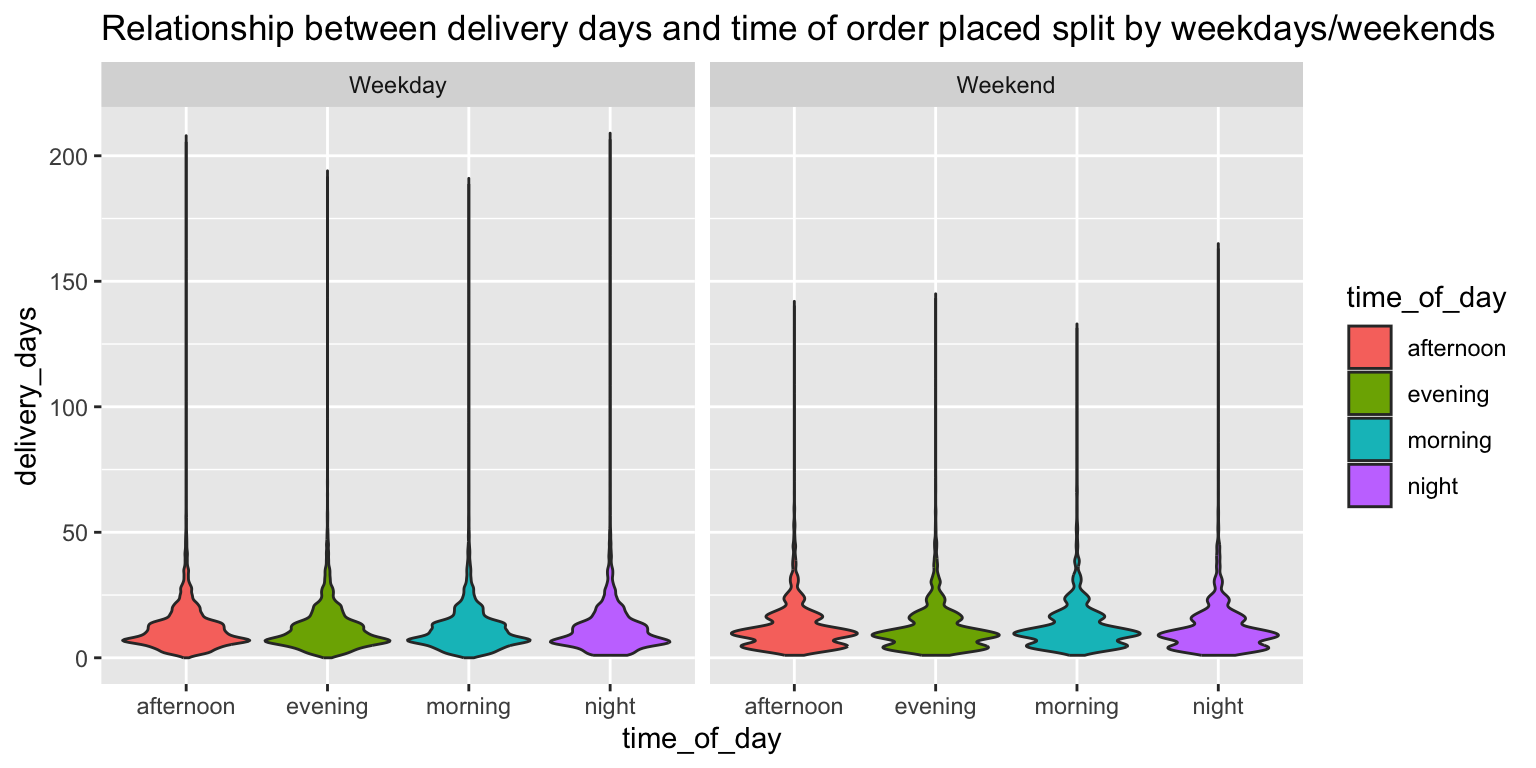 Relationship between delivery days and time of order placed split by weekdays/weekends
Weekday
Weekend
delivery_days
200
150
100
50
0
afternoon
evening
morning
night
afternoon
evening
morning
night
time_of_day
time_of_day
afternoon
evening
morning
night